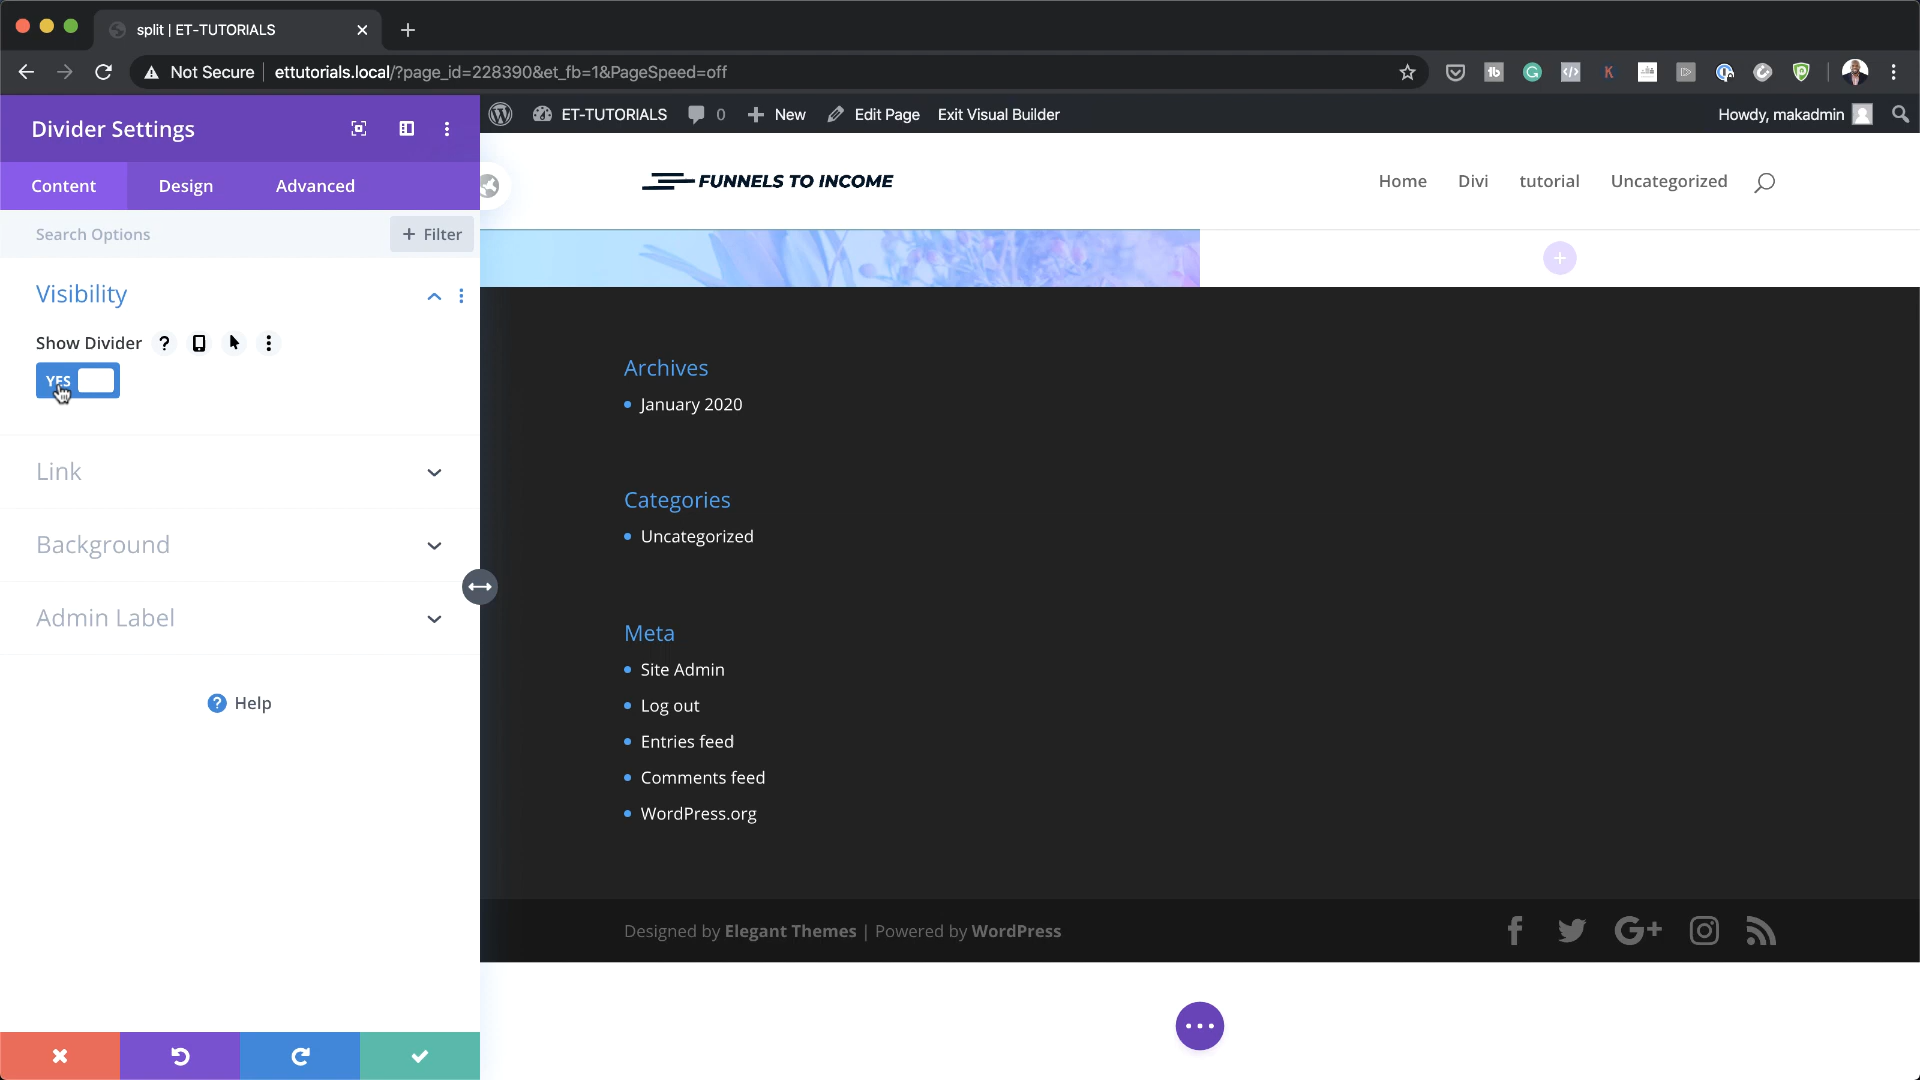 split | ET-TUTORIALS
Not Secure
ettutorials.local/?page_id=228390&et_fb=1&PageSpeed=off
Divider Settings
ET-TUTORIALS
0
New
Edit Page
Exit Visual Builder
Howdy, makadmin
Content
Design
Advanced
FUNNELS TO INCOME
Home
Divi
tutorial
Uncategorized
Search Options
+ Filter
Visibility
Show Divider
YES
Link
Background
Admin Label
Help
Archives
January 2020
Categories
Uncategorized
Meta
Site Admin
Log out
Entries feed
Comments feed
WordPress.org
Designed by Elegant Themes | Powered by WordPress